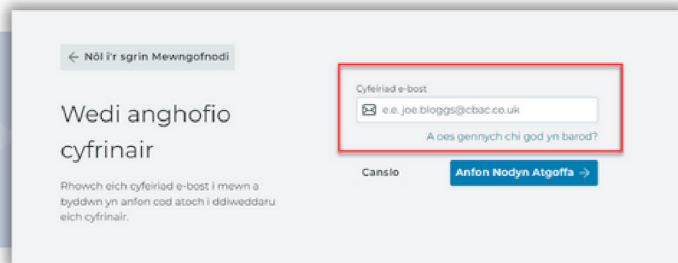 ← Nôl i'r sgrin Mewngofnodi
Wedi anghofio
cyfrinair
Rhowch eich cyfeiriad e-bost i mewn a
byddwn yn anfon cod atoch i ddiweddaru
eich cyfrinair.
Cyfeiriad e-bost
e.e. joe.bloggs@cbac.co.uk
A oes gennych chi god yn barod?
Canslo
Anfon Nodyn Atgoffa →